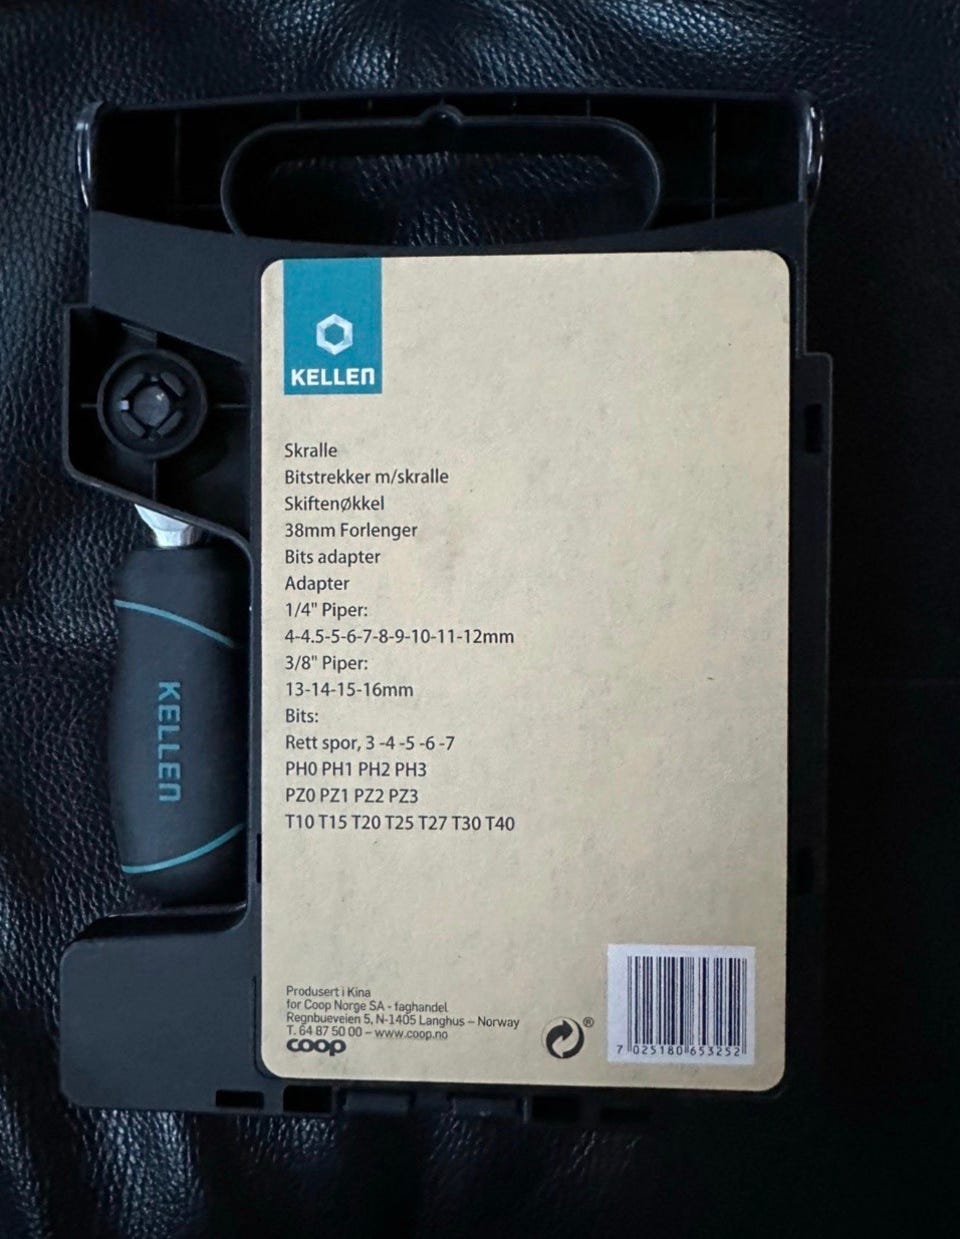 KELLEN
Skralle
Bitstrekker m/skralle
Skiftenøkkel
38mm Forlenger
Bits adapter
Adapter
1/4" Piper:
4-4.5-5-6-7-8-9-10-11-12mm
3/8" Piper:
13-14-15-16mm
Bits:
Rett spor, 3 -4 -5 -6 -7
PH0 PH1 PH2 PH3
PZ0 PZ1 PZ2 PZ3
T10 T15 T20 T25 T27 T30 T40
KELLEN
Produsert i Kina
for Coop Norge SA - faghandel
Regnbueveien 5, N-1405 Langhus – Norway
T. 64 87 50 00 – www.coop.no
coop
®
7 025180 653252